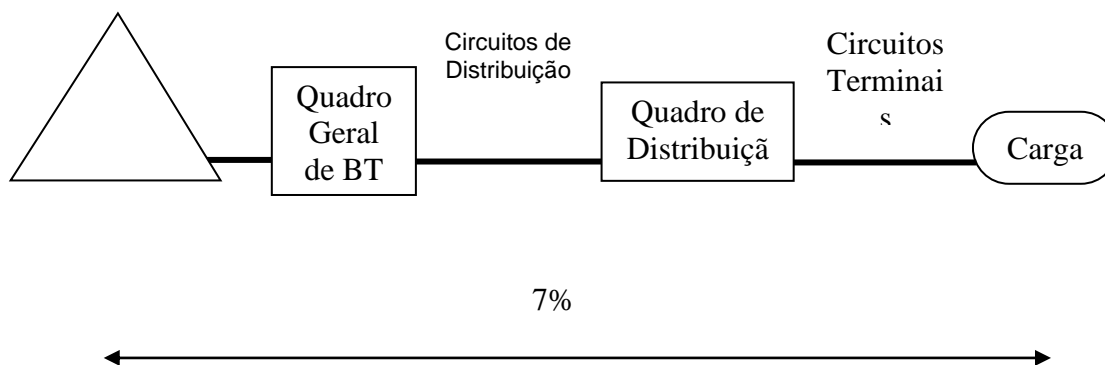 Quadro
Geral
de BT
Circuitos de
Distribuição
Quadro de
Distribuiçã
Circuitos
Terminai
s
Carga
7%